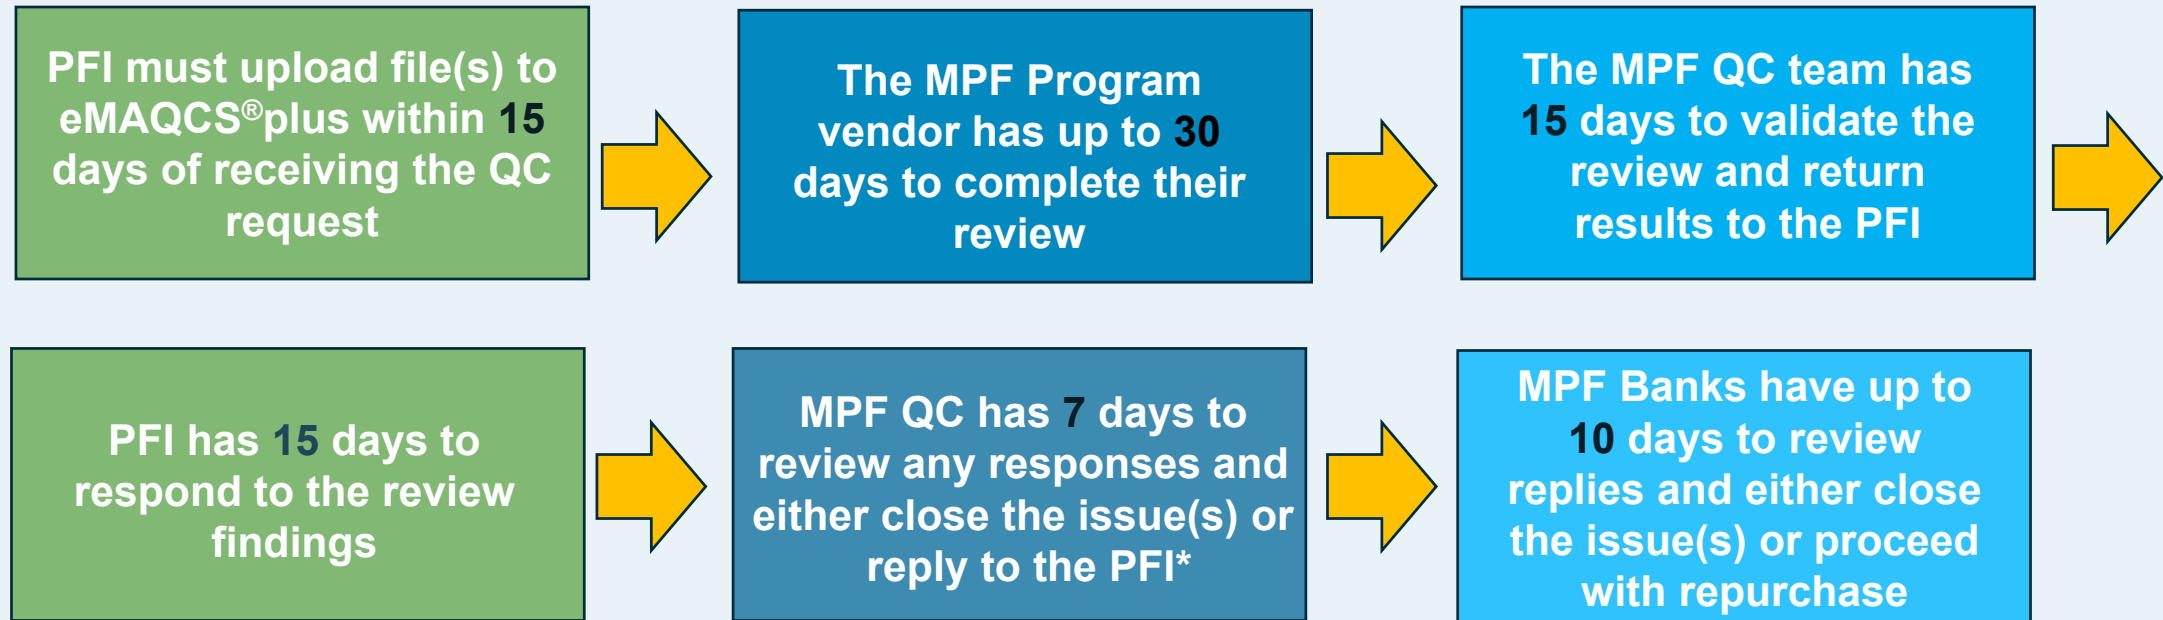 PFI must upload file(s) to
eMAQCS®plus within 15
days of receiving the QC
request
The MPF Program
vendor has up to 30
days to complete their
review
The MPF QC team has
15 days to validate the
review and return
results to the PFI
PFI has 15 days to
respond to the review
findings
MPF QC has 7 days to
review any responses and
either close the issue(s) or
reply to the PFI*
MPF Banks have up to
10 days to review
replies and either close
the issue(s) or proceed
with repurchase